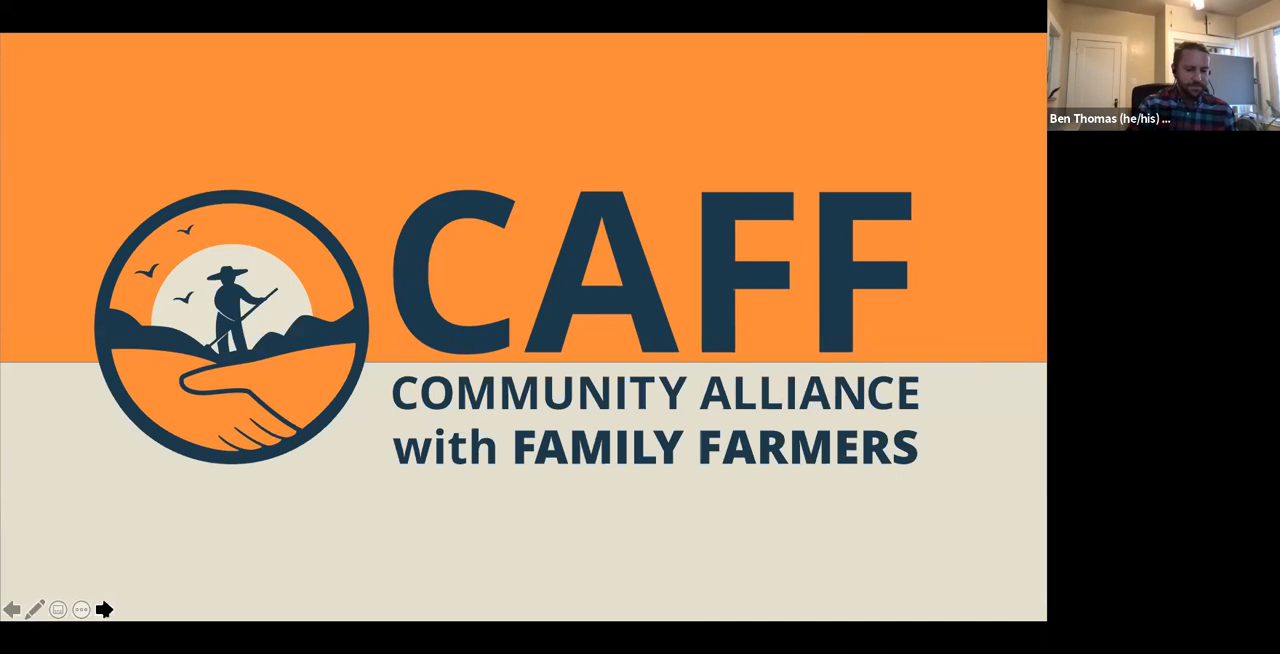 Ben Thomas (he/his) ...
CAFF
COMMUNITY ALLIANCE
with FAMILY FARMERS